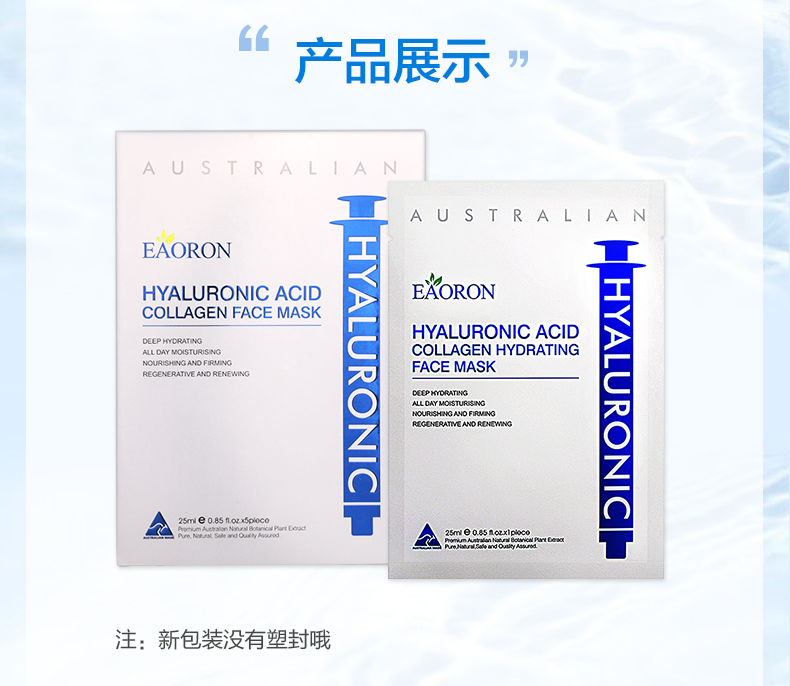 “ 产品展示 ”
AUSTRALIAN
EAORON
HYALURONIC ACID
COLLAGEN FACE MASK
DEEP HYDRATING
ALL DAY MOISTURISING
NOURISHING AND FIRMING
REGENERATIVE AND RENEWING
HYALURONIC
AUSTRALIAN MADE
25ml e 0.85 fl.oz.x5piece
Premium Australian Natural Botanical Plant Extract
Pure, Natural, Safe and Quality Assured.
AUSTRALIAN
EAORON
HYALURONIC ACID
COLLAGEN HYDRATING
FACE MASK
DEEP HYDRATING
ALL DAY MOISTURISING
NOURISHING AND FIRMING
REGENERATIVE AND RENEWING
HYALURONIC
AUSTRALIAN MADE
25ml e 0.85 fl.oz.x1piece
Premium Australian Natural Botanical Plant Extract
Pure,Natural,Safe and Quality Assured.
注：新包装没有塑封哦